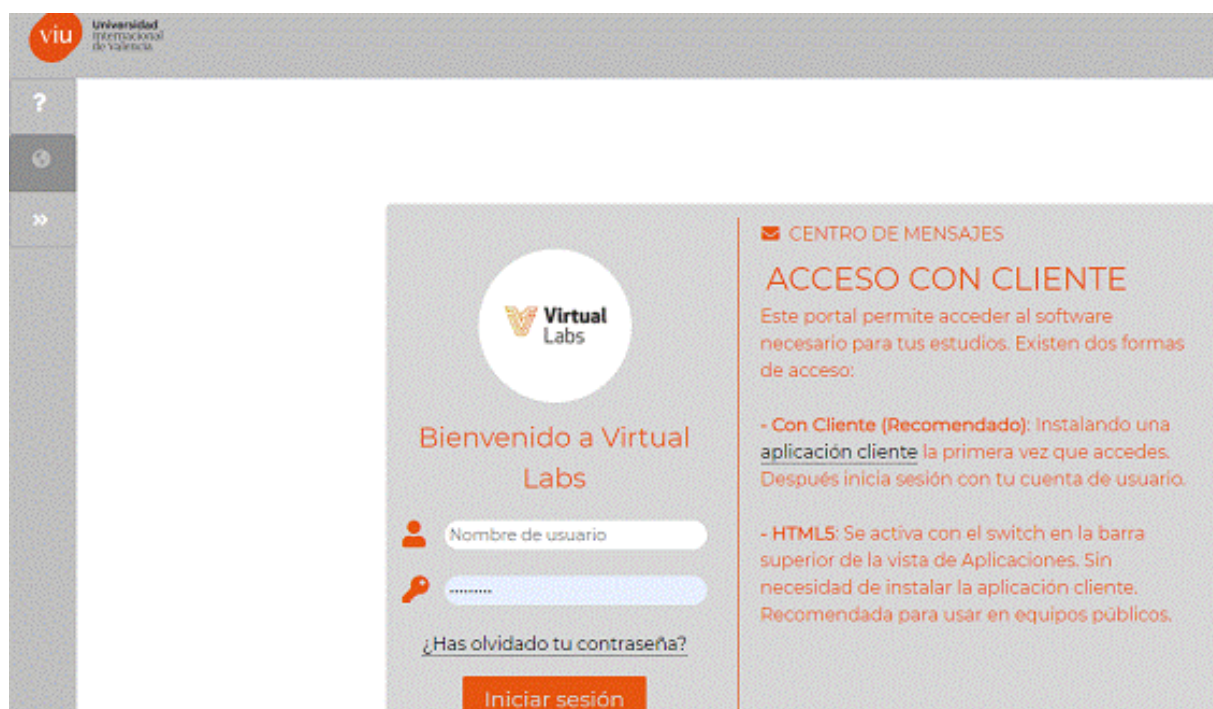 viu
Universidad
Internacional
de Valencia
?
Virtual
Labs
Bienvenido a Virtual
Labs
Nombre de usuario
¿Has olvidado tu contraseña?
Iniciar sesión
CENTRO DE MENSAJES
ACCESO CON CLIENTE
Este portal permite acceder al software
necesario para tus estudios. Existen dos formas
de acceso:
- Con Cliente (Recomendado): Instalando una
aplicación cliente la primera vez que accedes.
Después inicia sesión con tu cuenta de usuario.
- HTML5: Se activa con el switch en la barra
superior de la vista de Aplicaciones. Sin
necesidad de instalar la aplicación cliente.
Recomendada para usar en equipos públicos.